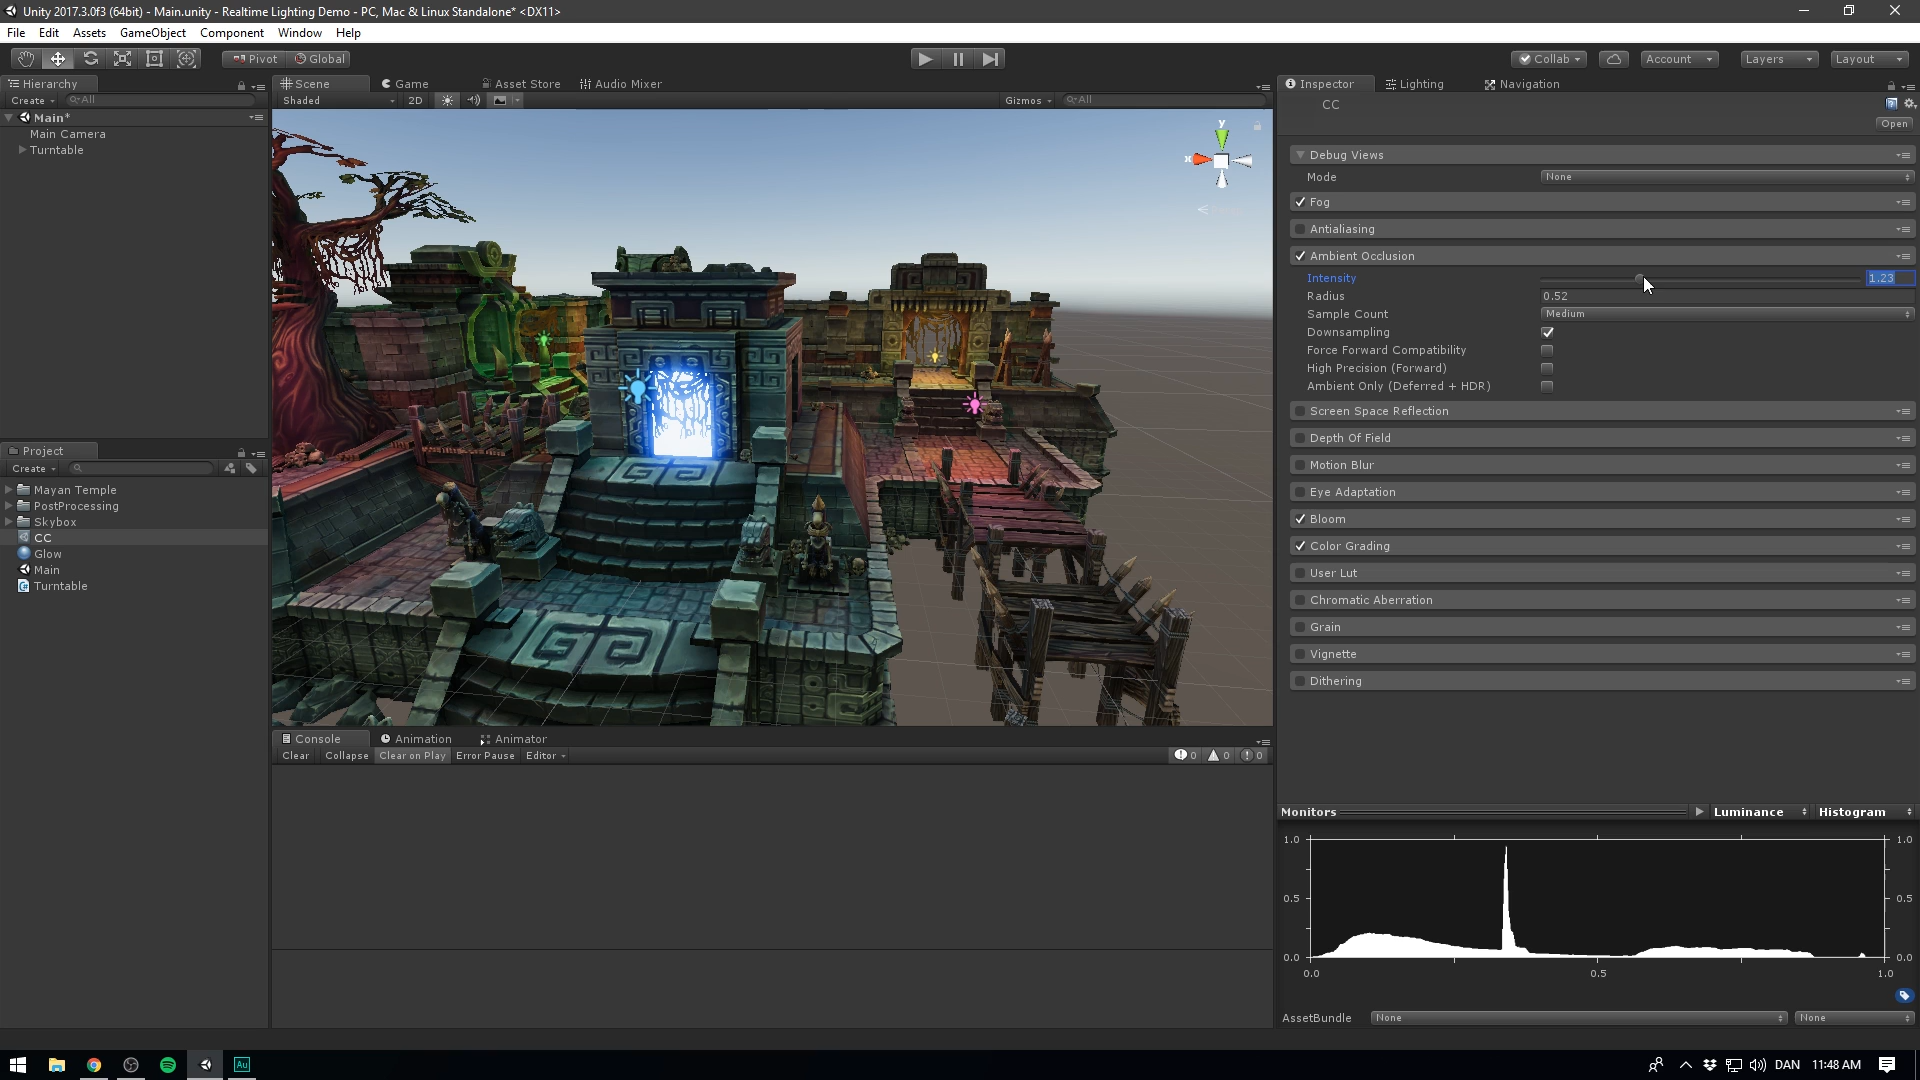 Unity 2017.3.0f3 (64bit) - Main.unity - Realtime Lighting Demo - PC, Mac & Linux Standalone* <DX11>
File Edit Assets GameObject Component Window Help
Pivot Global Collab Account Layers Layout
Hierarchy
Create All
Main*
Main Camera
Turntable
Project
Create
Mayan Temple
PostProcessing
Skybox
CC
Glow
Main
Turntable
Scene Game Asset Store Audio Mixer
Shaded 2D Gizmos All
y
x
Console Animation Animator
Clear Collapse Clear on Play Error Pause Editor 0 0 0
Inspector Lighting Navigation
CC
Open
Debug Views
Mode None
Fog
Antialiasing
Ambient Occlusion
Intensity 1.23
Radius 0.52
Sample Count Medium
Downsampling
Force Forward Compatibility
High Precision (Forward)
Ambient Only (Deferred + HDR)
Screen Space Reflection
Depth Of Field
Motion Blur
Eye Adaptation
Bloom
Color Grading
User Lut
Chromatic Aberration
Grain
Vignette
Dithering
Monitors Luminance Histogram
1.0 1.0
0.5 0.5
0.0 0.0
0.0 0.5 1.0
AssetBundle None None
Au DAN 11:48 AM